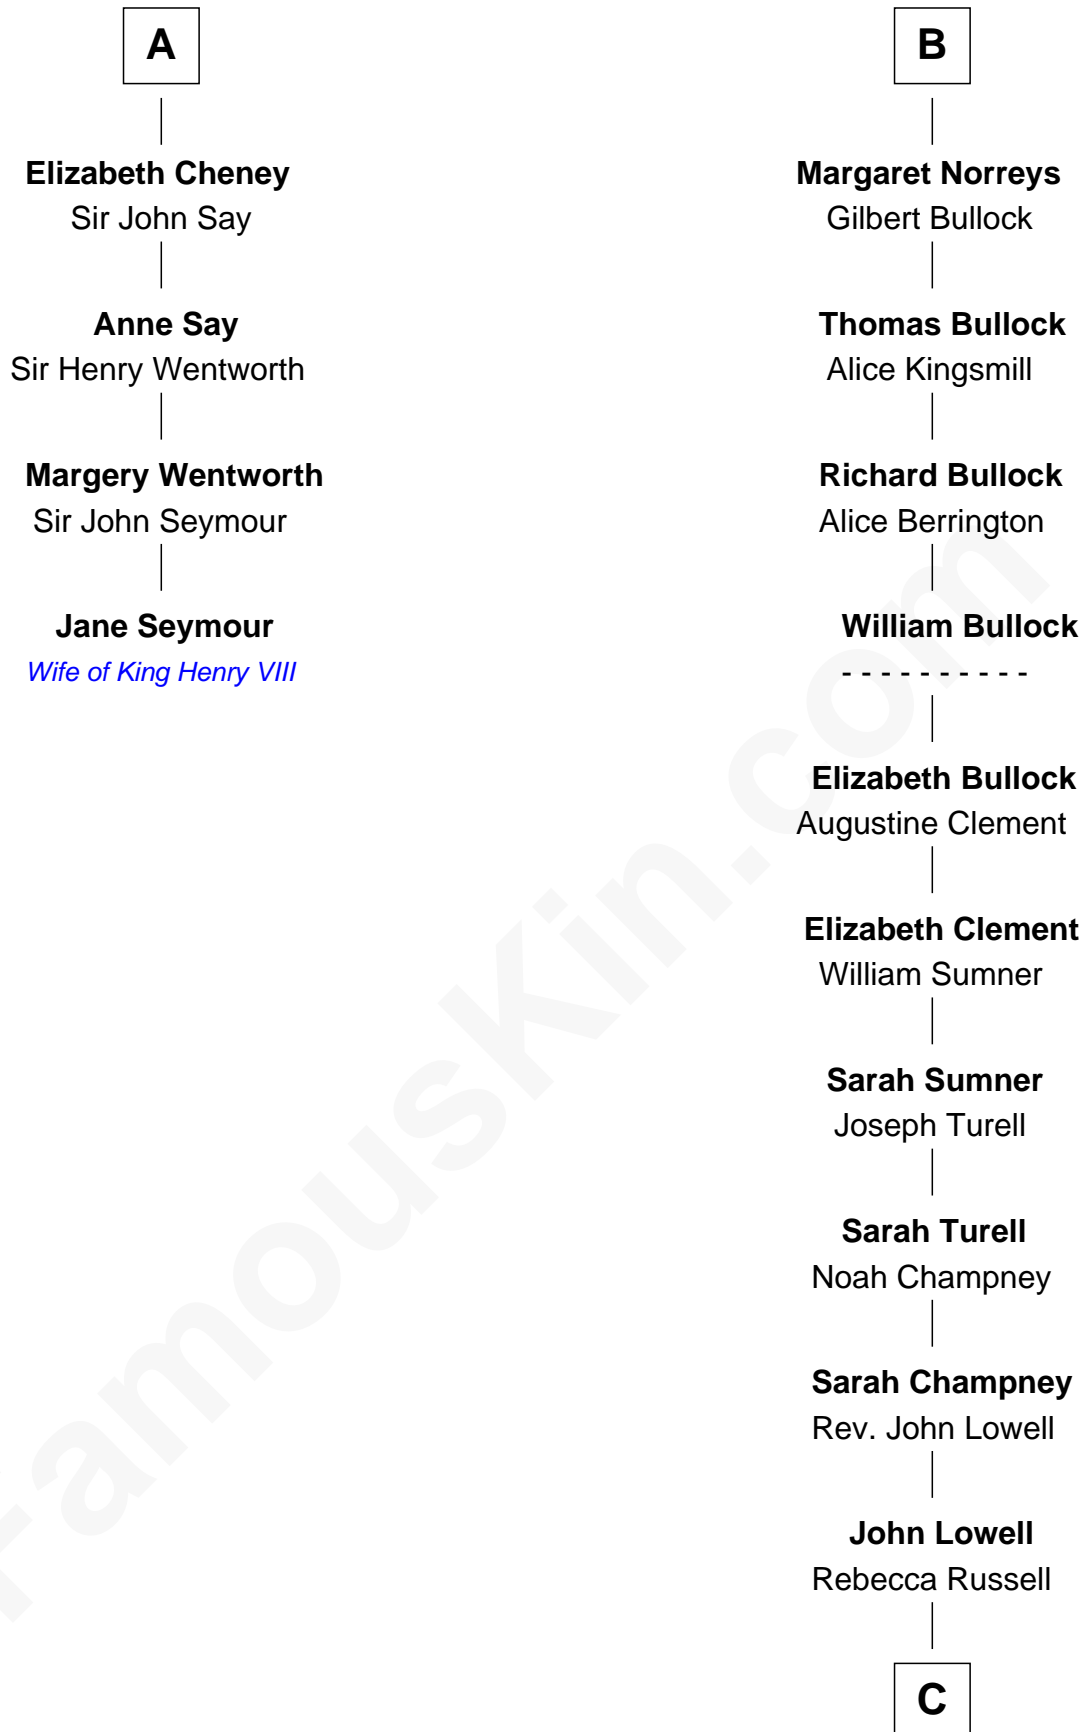 A
Elizabeth Cheney
Sir John Say
Anne Say
Sir Henry Wentworth
Margery Wentworth
Sir John Seymour
Jane Seymour
Wife of King Henry VIII
B
Margaret Norreys
Gilbert Bullock
Thomas Bullock
Alice Kingsmill
Richard Bullock
Alice Berrington
William Bullock
- - - - - - - - - -
Elizabeth Bullock
Augustine Clement
Elizabeth Clement
William Sumner
Sarah Sumner
Joseph Turell
Sarah Turell
Noah Champney
Sarah Champney
Rev. John Lowell
John Lowell
Rebecca Russell
C
FamousKin.com